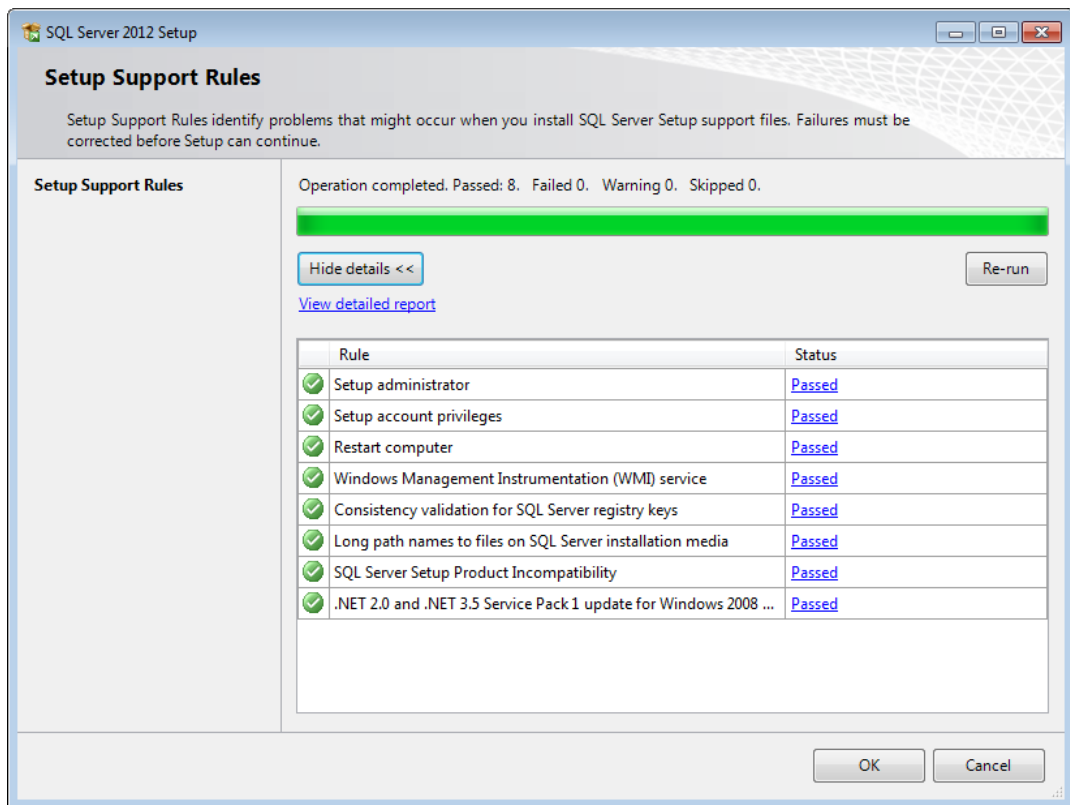 SQL Server 2012 Setup
Setup Support Rules
Setup Support Rules identify problems that might occur when you install SQL Server Setup support files. Failures must be
corrected before Setup can continue.
Setup Support Rules
Operation completed. Passed: 8.   Failed 0.   Warning 0.   Skipped 0.
Hide details <<
Re-run
View detailed report
Rule Status
Setup administrator Passed
Setup account privileges Passed
Restart computer Passed
Windows Management Instrumentation (WMI) service Passed
Consistency validation for SQL Server registry keys Passed
Long path names to files on SQL Server installation media Passed
SQL Server Setup Product Incompatibility Passed
.NET 2.0 and .NET 3.5 Service Pack 1 update for Windows 2008 ... Passed
OK Cancel